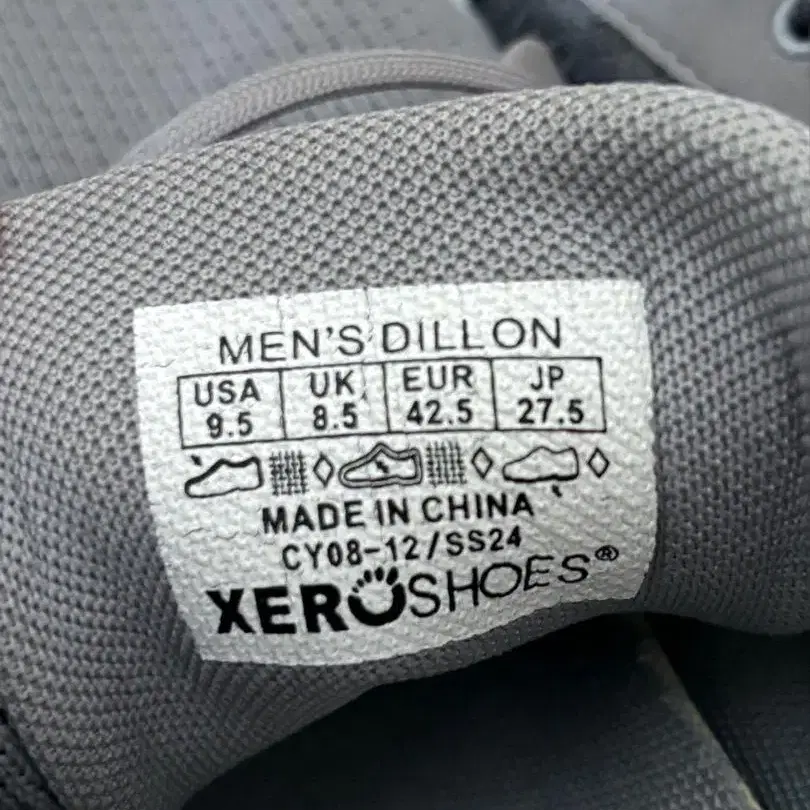 MEN'S DILLON
USA UK EUR JP
9.5 8.5 42.5 27.5
MADE IN CHINA
CY08-12/SS24
XEROSHOES®